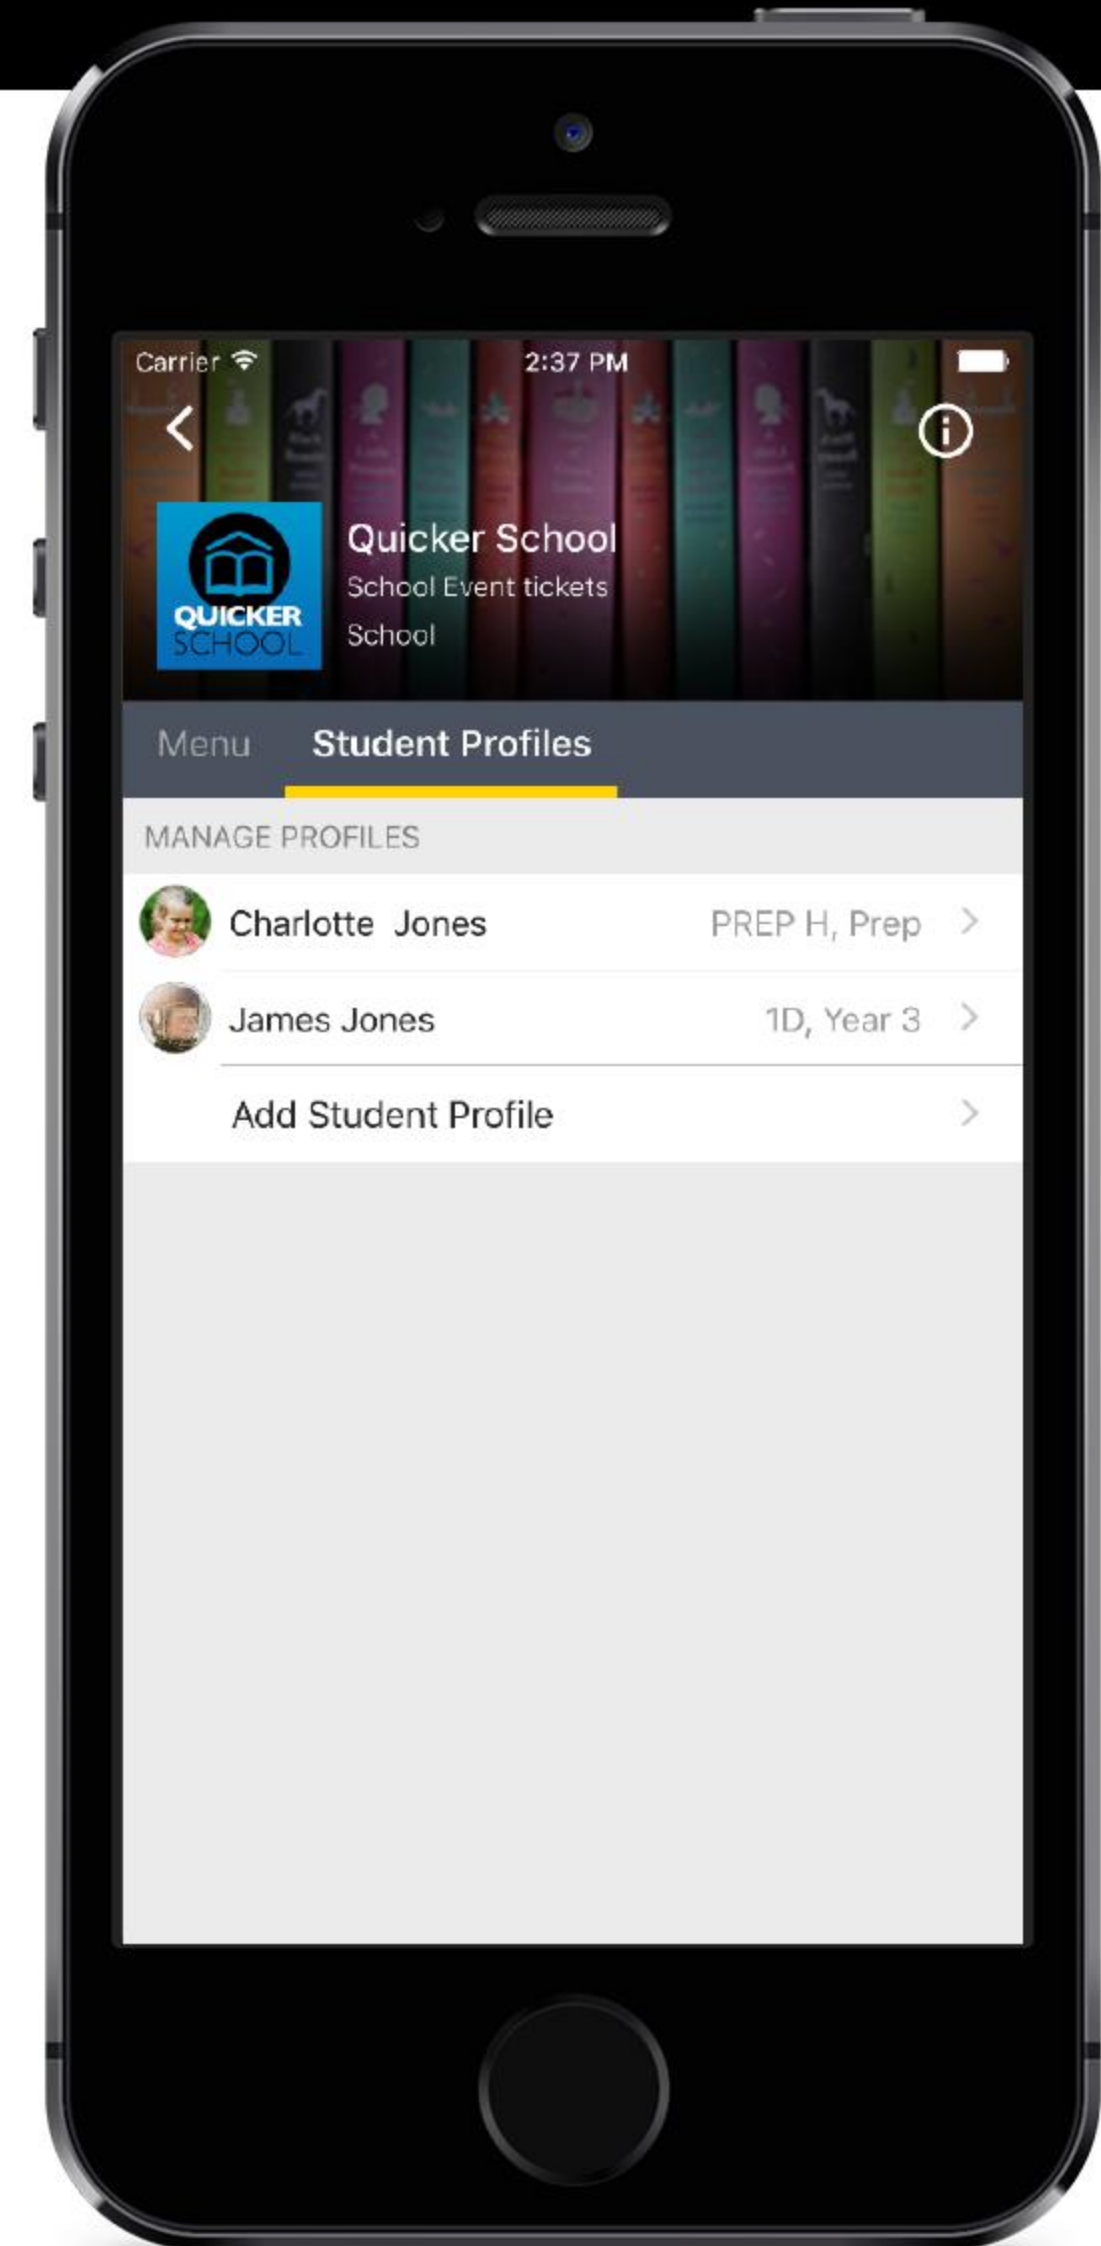 Carrier 2:37 PM
QUICKER
SCHOOL
Quicker School
School Event tickets
School
Menu Student Profiles
MANAGE PROFILES
Charlotte Jones PREP H, Prep
James Jones 1D, Year 3
Add Student Profile